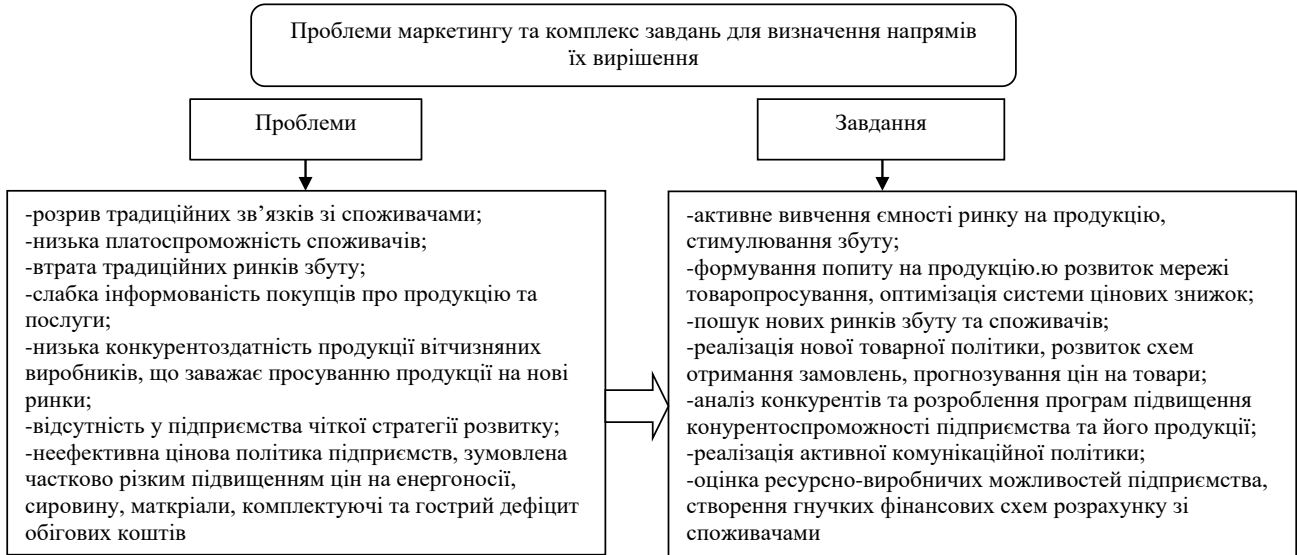 Проблеми маркетингу та комплекс завдань для визначення напрямів
їх вирішення
Проблеми
Завдання
-розрив традиційних зв’язків зі споживачами;
-низька платоспроможність споживачів;
-втрата традиційних ринків збуту;
-слабка інформованість покупців про продукцію та
послуги;
-низька конкурентоздатність продукції вітчизняних
виробників, що заважає просуванню продукції на нові
ринки;
-відсутність у підприємства чіткої стратегії розвитку;
-неефективна цінова політика підприємств, зумовлена
частково різким підвищенням цін на енергоносії,
сировину, маткріали, комплектуючі та гострий дефіцит
обігових коштів
-активне вивчення ємності ринку на продукцію,
стимулювання збуту;
-формування попиту на продукцію.ю розвиток мережі
товаропросування, оптимізація системи цінових знижок;
-пошук нових ринків збуту та споживачів;
-реалізація нової товарної політики, розвиток схем
отримання замовлень, прогнозування цін на товари;
-аналіз конкурентів та розроблення програм підвищення
конурентоспроможності підприємства та його продукції;
-реалізація активної комунікаційної політики;
-оцінка ресурсно-виробничих можливостей підприємства,
створення гнучких фінансових схем розрахунку зі
споживачами